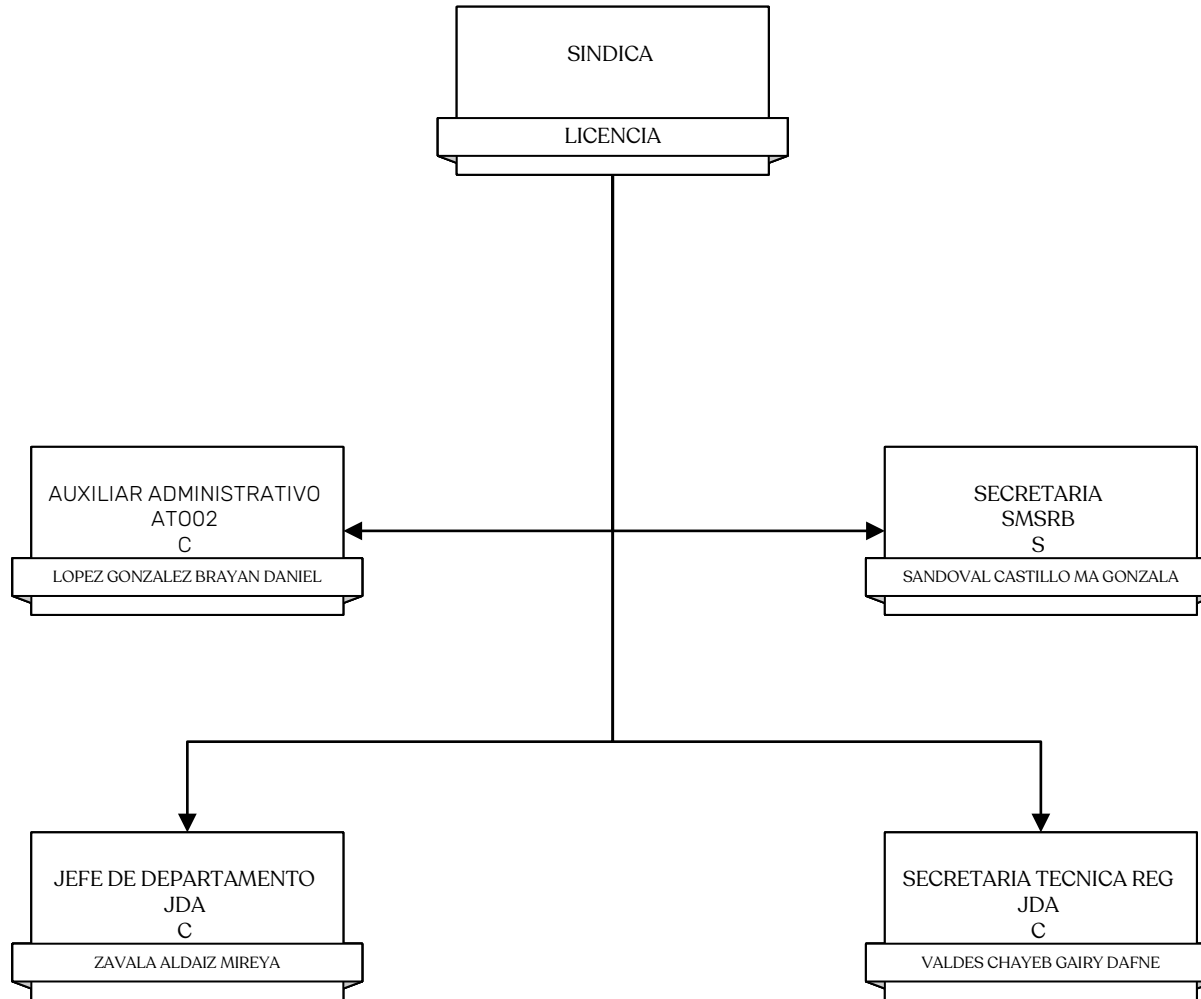 SINDICA
LICENCIA
AUXILIAR ADMINISTRATIVO
AT002
C
LOPEZ GONZALEZ BRAYAN DANIEL
SECRETARIA
SMSRB
S
SANDOVAL CASTILLO MA GONZALA
JEFE DE DEPARTAMENTO
JDA
C
ZAVALA ALDAIZ MIREYA
SECRETARIA TECNICA REG
JDA
C
VALDES CHAYEB GAIRY DAFNE